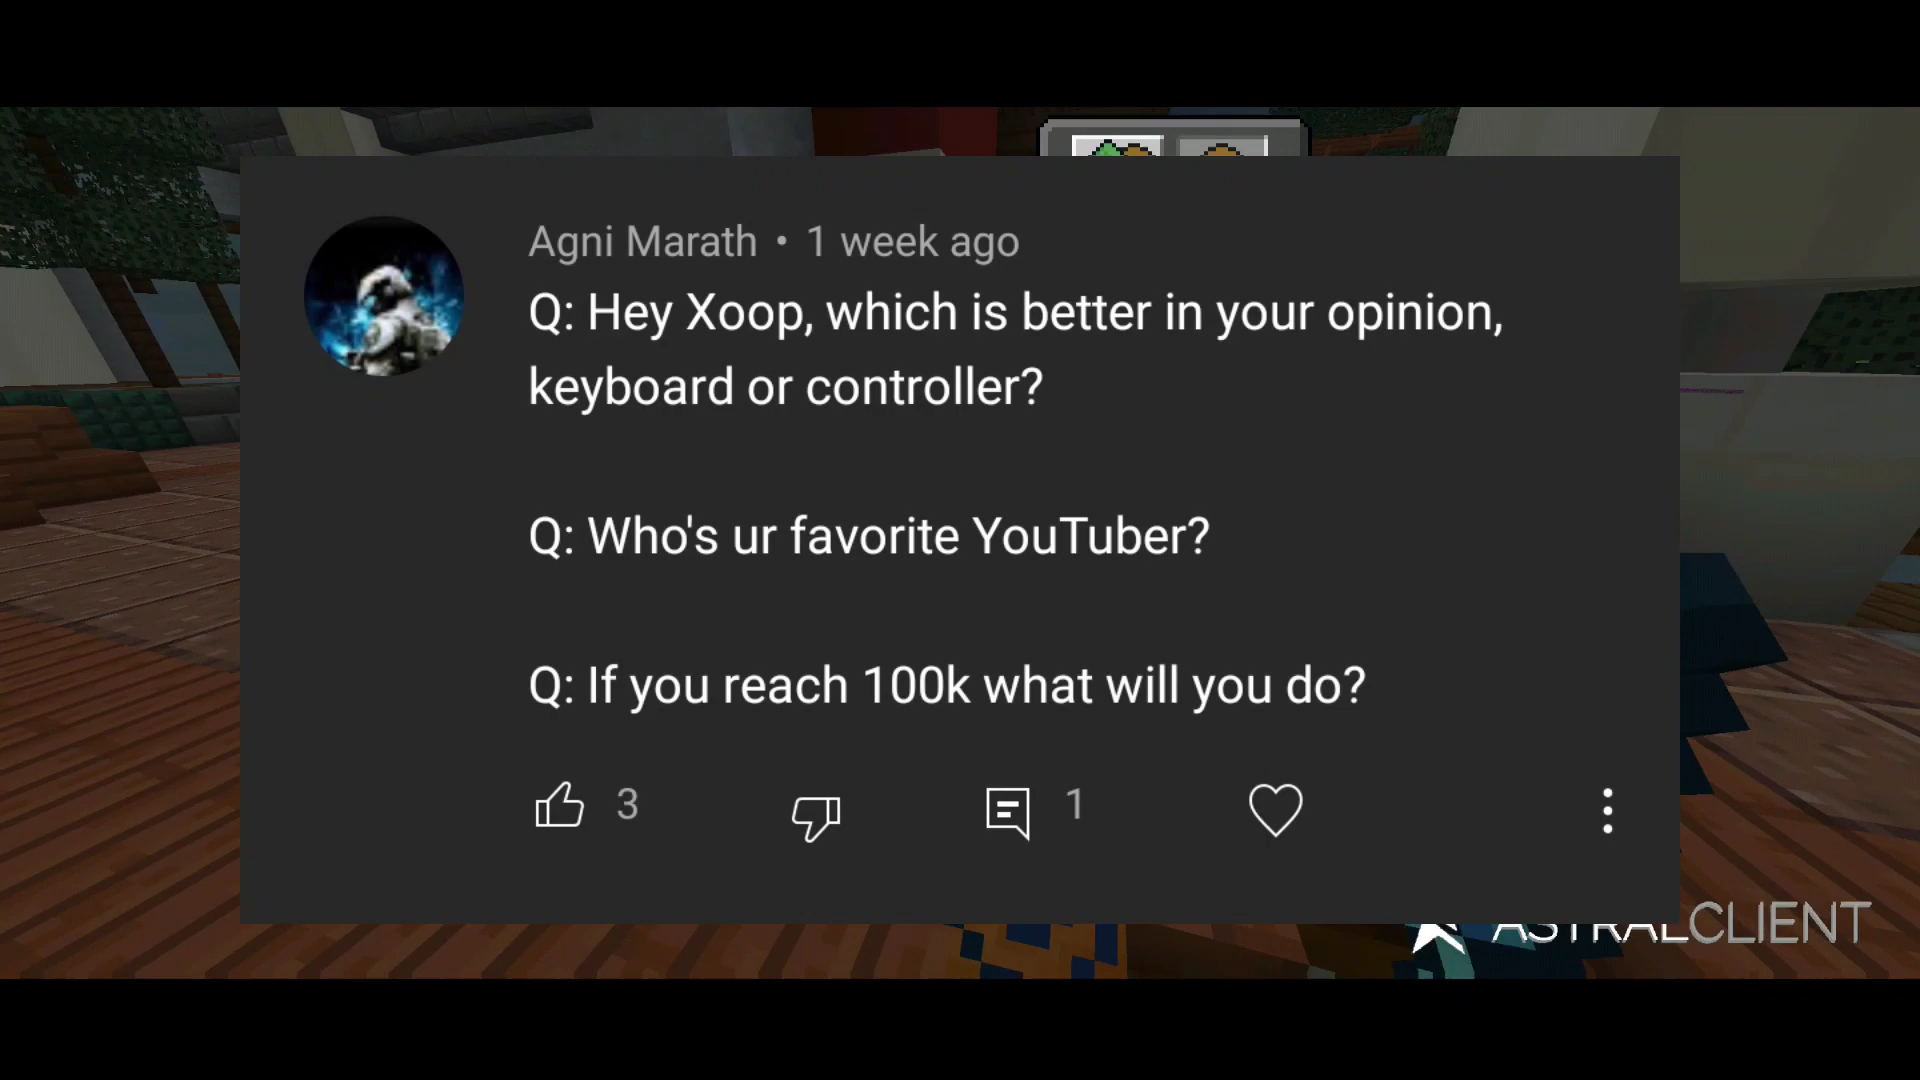 Agni Marath • 1 week ago
Q: Hey Xoop, which is better in your opinion,
keyboard or controller?
Q: Who's ur favorite YouTuber?
Q: If you reach 100k what will you do?
3
1
ASTRALCLIENT